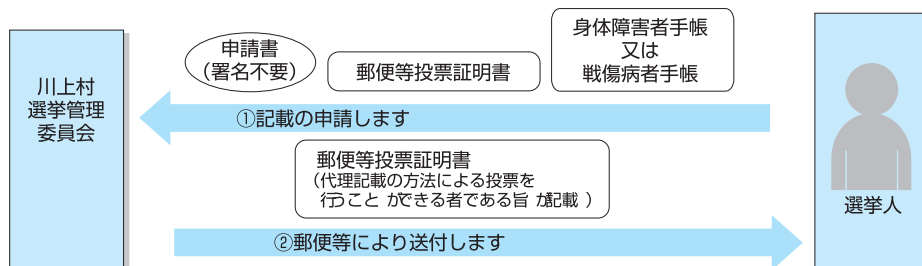 川上村
選挙管理
委員会
申請書
(署名不要)
郵便等投票証明書
身体障害者手帳
又は
戦傷病者手帳
①記載の申請します
郵便等投票証明書
(代理記載の方法による投票を
行うことができる者である旨が記載)
②郵便等により送付します
選挙人